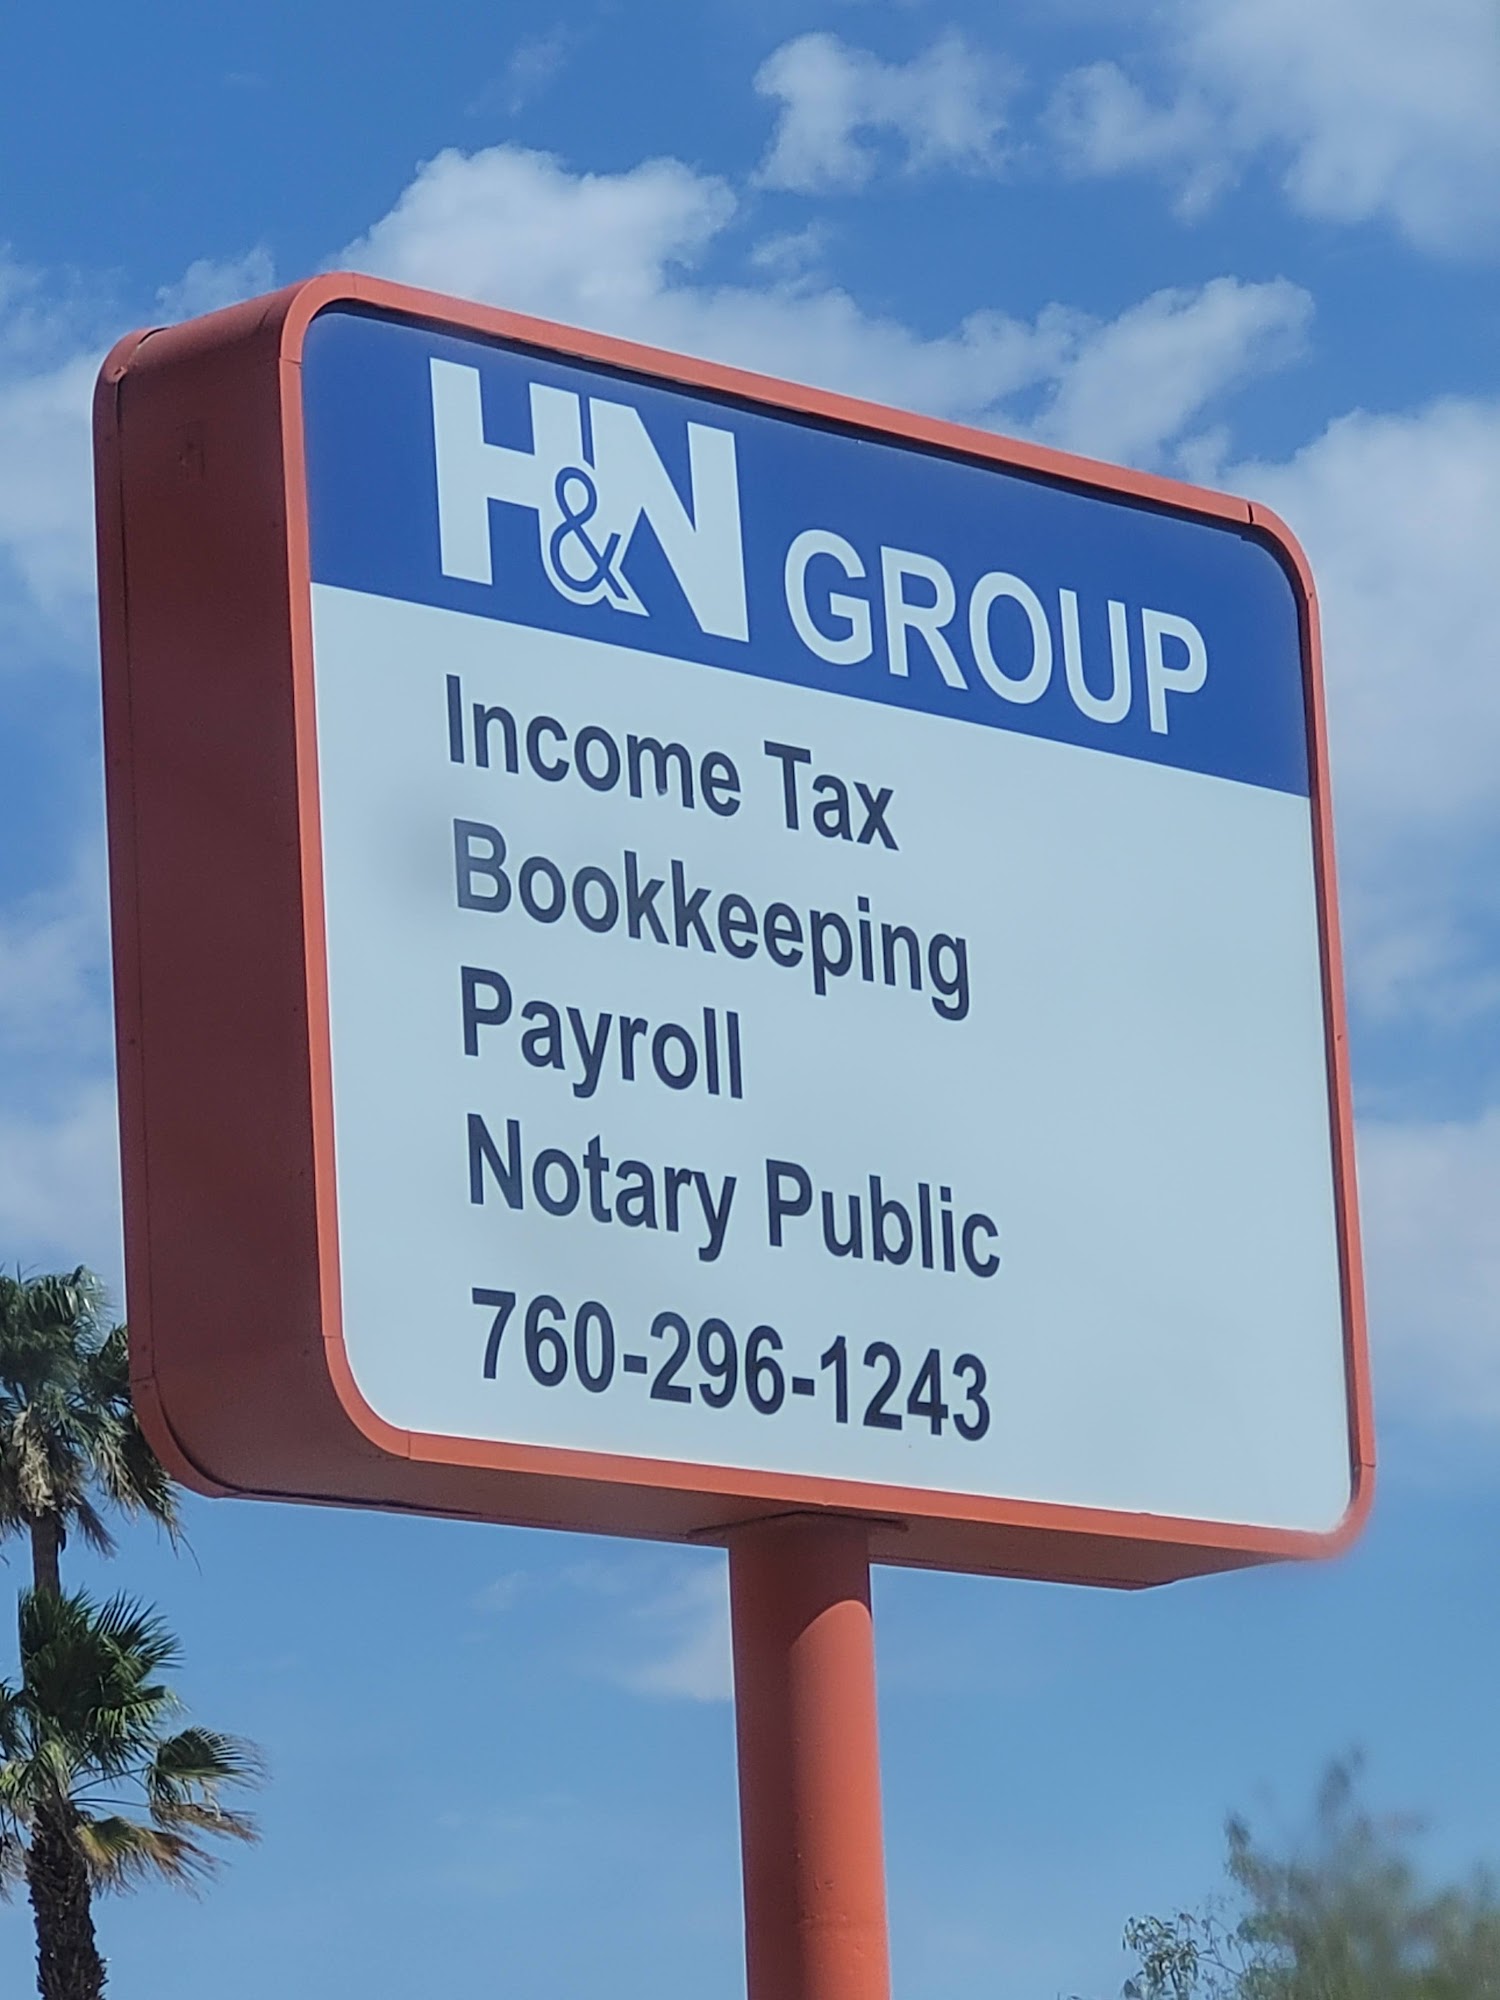 H&N GROUP
Income Tax
Bookkeeping
Payroll
Notary Public
760-296-1243